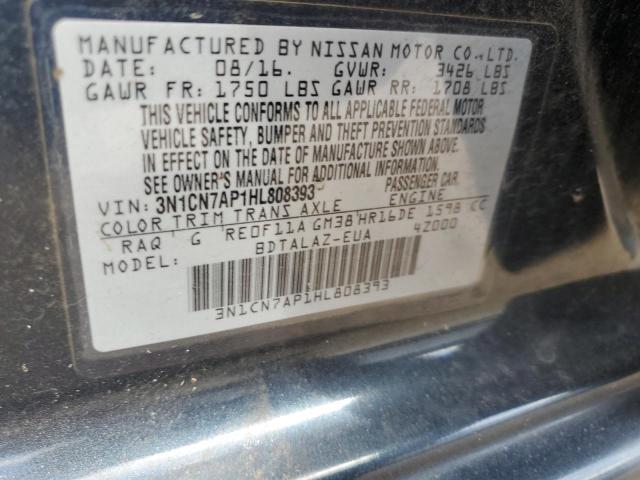 MANUFACTURED BY NISSAN MOTOR CO.,LTD.
DATE: 08/16. GVWR: 3426 LBS
GAWR FR: 1750 LBS GAWR RR: 1708 LBS
THIS VEHICLE CONFORMS TO ALL APPLICABLE FEDERAL MOTOR
VEHICLE SAFETY, BUMPER AND THEFT PREVENTION STANDARDS
IN EFFECT ON THE DATE OF MANUFACTURE SHOWN ABOVE.
SEE OWNER'S MANUAL FOR ADDITIONAL INFORMATION.
VIN: 3N1CN7AP1HL808393 PASSENGER CAR
COLOR TRIM TRANS AXLE ENGINE
RAQ G RE0F11A GM38 HR16DE 1598 CC
MODEL: BDTALAZ-EUA 4Z000
3N1CN7AP1HL808393